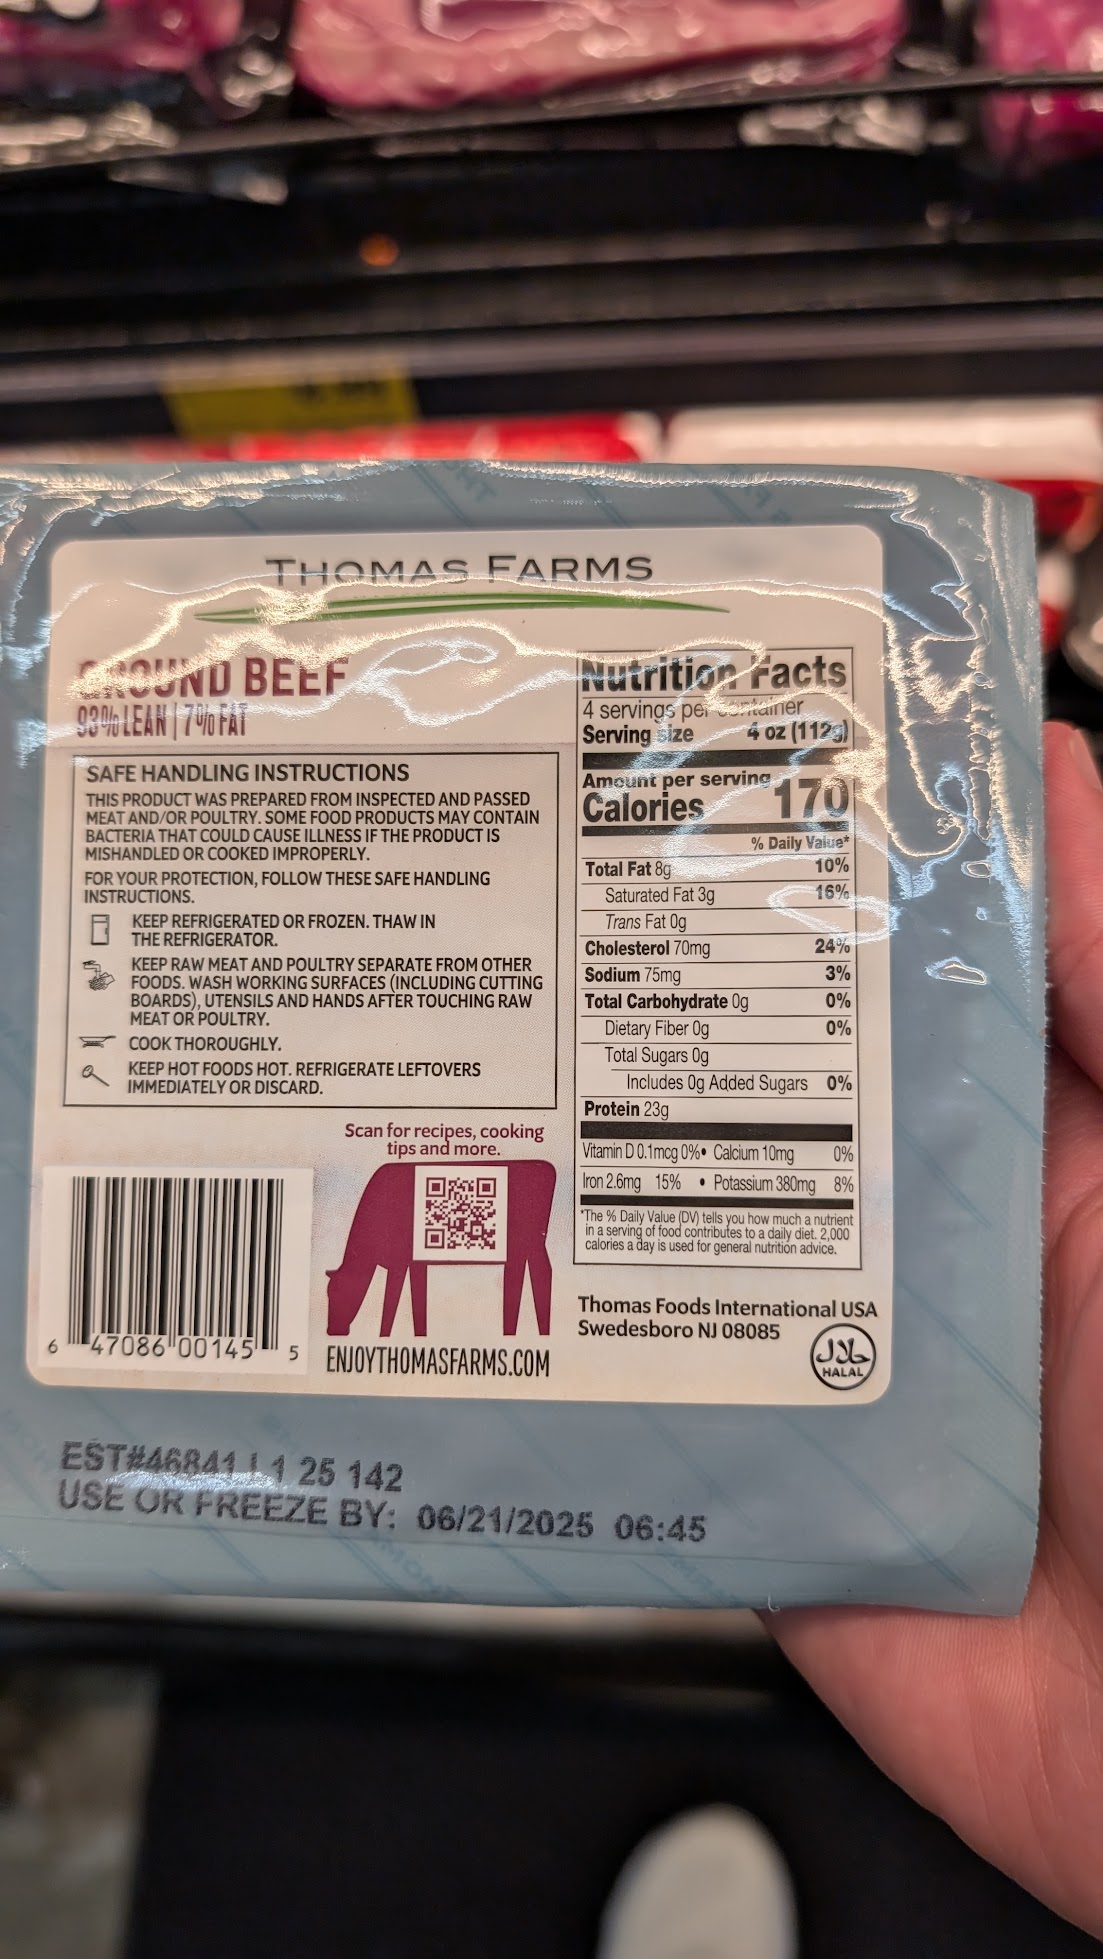 THOMAS FARMS
GROUND BEEF
93% LEAN | 7% FAT
SAFE HANDLING INSTRUCTIONS
THIS PRODUCT WAS PREPARED FROM INSPECTED AND PASSED
MEAT AND/OR POULTRY. SOME FOOD PRODUCTS MAY CONTAIN
BACTERIA THAT COULD CAUSE ILLNESS IF THE PRODUCT IS
MISHANDLED OR COOKED IMPROPERLY.
FOR YOUR PROTECTION, FOLLOW THESE SAFE HANDLING
INSTRUCTIONS.
KEEP REFRIGERATED OR FROZEN. THAW IN
THE REFRIGERATOR.
KEEP RAW MEAT AND POULTRY SEPARATE FROM OTHER
FOODS. WASH WORKING SURFACES (INCLUDING CUTTING
BOARDS), UTENSILS AND HANDS AFTER TOUCHING RAW
MEAT OR POULTRY.
COOK THOROUGHLY.
KEEP HOT FOODS HOT. REFRIGERATE LEFTOVERS
IMMEDIATELY OR DISCARD.
Scan for recipes, cooking
tips and more.
6 47086 00145 5
ENJOYTHOMASFARMS.COM
Nutrition Facts
4 servings per container
Serving size 4 oz (112g)
Amount per serving
Calories 170
% Daily Value*
Total Fat 8g 10%
Saturated Fat 3g 16%
Trans Fat 0g
Cholesterol 70mg 24%
Sodium 75mg 3%
Total Carbohydrate 0g 0%
Dietary Fiber 0g 0%
Total Sugars 0g
Includes 0g Added Sugars 0%
Protein 23g
Vitamin D 0.1mcg 0% • Calcium 10mg 0%
Iron 2.6mg 15% • Potassium 380mg 8%
*The % Daily Value (DV) tells you how much a nutrient
in a serving of food contributes to a daily diet. 2,000
calories a day is used for general nutrition advice.
Thomas Foods International USA
Swedesboro NJ 08085
حلال
HALAL
EST#46841 L1 25 142
USE OR FREEZE BY: 06/21/2025 06:45